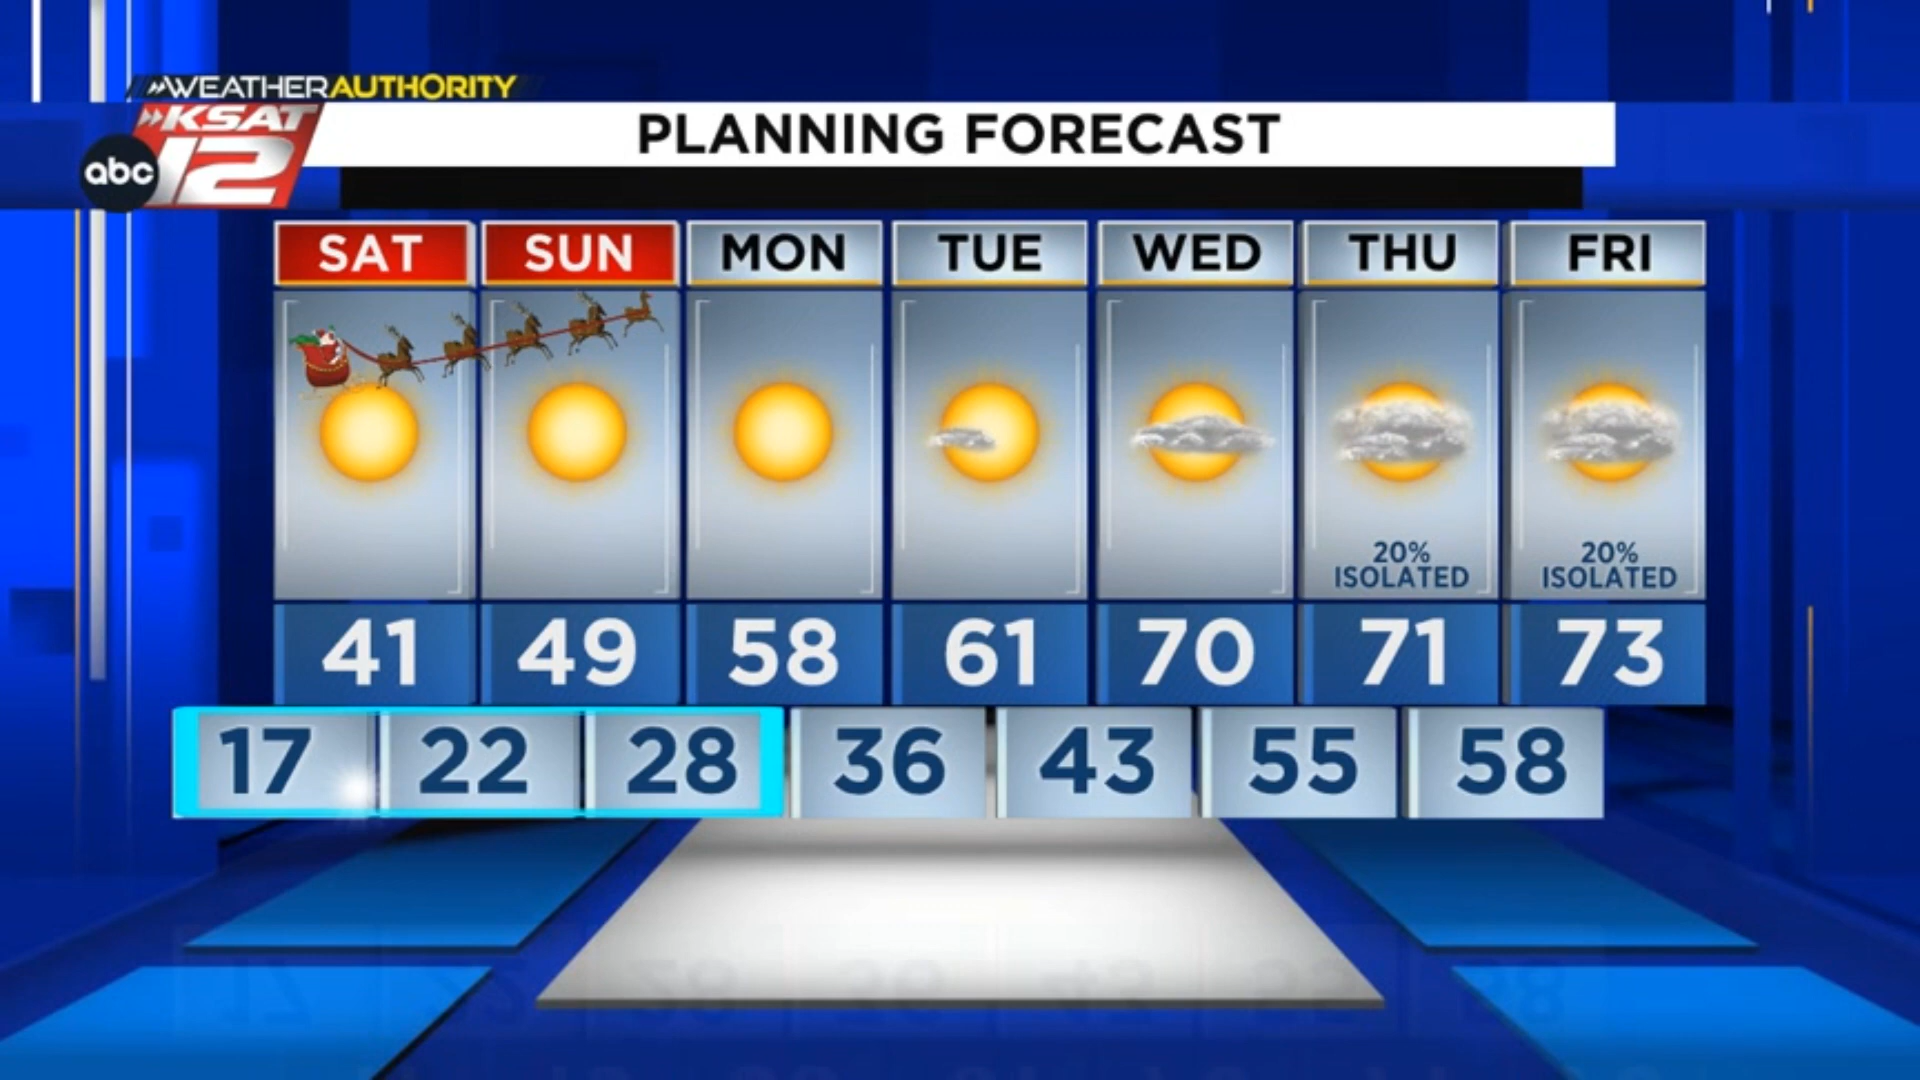 »WEATHERAUTHORITY
»KSAT
abc 12
PLANNING FORECAST
SAT SUN MON TUE WED THU FRI
20% 20%
ISOLATED ISOLATED
41 49 58 61 70 71 73
17 22 28 36 43 55 58